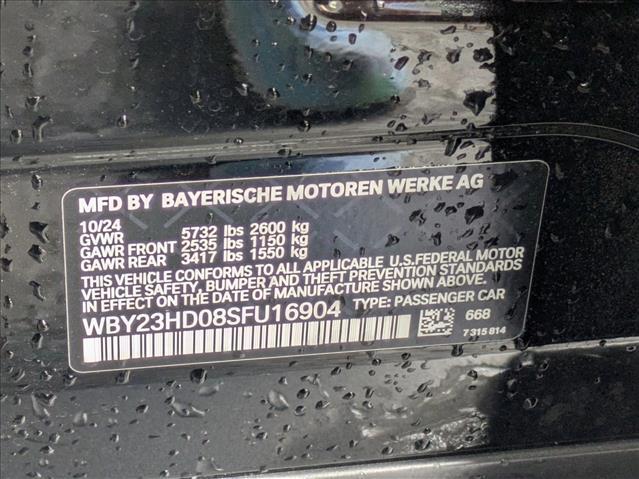 MFD BY BAYERISCHE MOTOREN WERKE AG
10/24
GVWR 5732 lbs 2600 kg
GAWR FRONT 2535 lbs 1150 kg
GAWR REAR 3417 lbs 1550 kg
THIS VEHICLE CONFORMS TO ALL APPLICABLE U.S.FEDERAL MOTOR
VEHICLE SAFETY, BUMPER AND THEFT PREVENTION STANDARDS
IN EFFECT ON THE DATE OF MANUFACTURE SHOWN ABOVE.
WBY23HD08SFU16904 TYPE: PASSENGER CAR
668
7 315 814